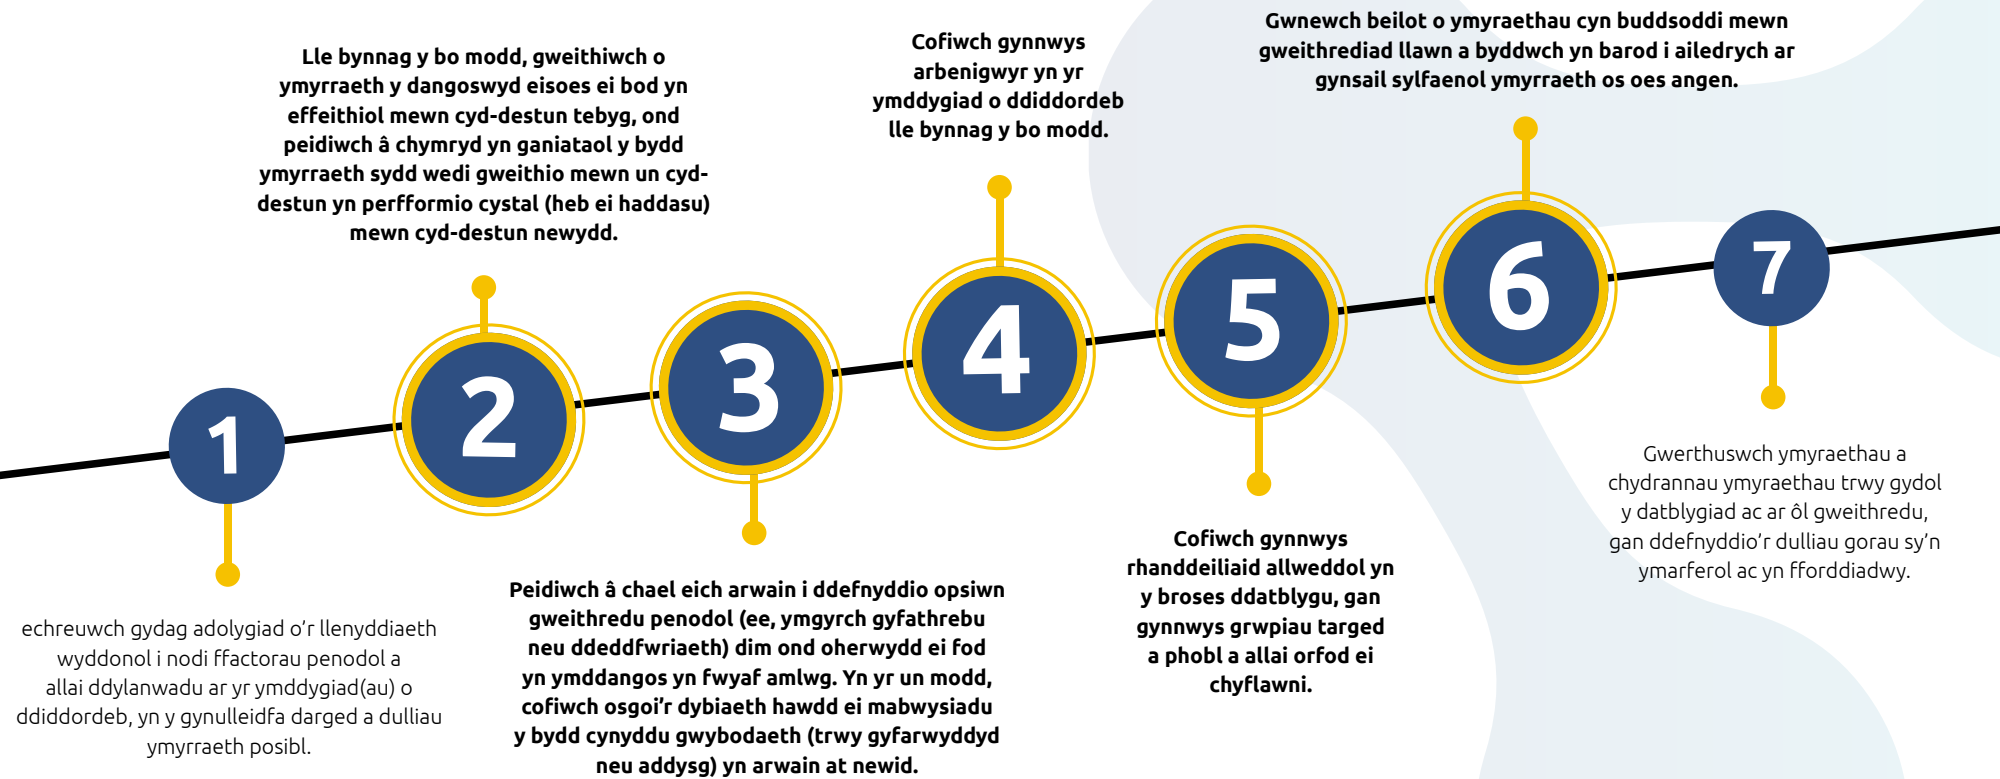 1
echreuwch gydag adolygiad o'r llenyddiaeth
wyddonol i nodi ffactorau penodol a
allai ddylanwadu ar yr ymddygiad(au) o
ddiddordeb, yn y gynulleidfa darged a dulliau
ymyrraeth posibl.
Lle bynnag y bo modd, gweithiwch o
ymyrraeth y dangoswyd eisoes ei bod yn
effeithiol mewn cyd-destun tebyg, ond
peidiwch â chymryd yn ganiataol y bydd
ymyrraeth sydd wedi gweithio mewn un cyd-
destun yn perfformio cystal (heb ei haddasu)
mewn cyd-destun newydd.
2
3
Peidiwch â chael eich arwain i ddefnyddio opsiwn
gweithredu penodol (ee, ymgyrch gyfathrebu
neu ddeddfwriaeth) dim ond oherwydd ei fod
yn ymddangos yn fwyaf amlwg. Yn yr un modd,
cofiwch osgoi'r dybiaeth hawdd ei mabwysiadu
y bydd cynyddu gwybodaeth (trwy gyfarwyddyd
neu addysg) yn arwain at newid.
Cofiwch gynnwys
arbenigwyr yn yr
ymddygiad o ddiddordeb
lle bynnag y bo modd.
4
5
Cofiwch gynnwys
rhanddeiliaid allweddol yn
y broses ddatblygu, gan
gynnwys grwpiau targed
a phobl a allai orfod ei
chyflawni.
Gwnewch beilot o ymyraethau cyn buddsoddi mewn
gweithrediad llawn a byddwch yn barod i ailedrych ar
gynsail sylfaenol ymyrraeth os oes angen.
6
7
Gwerthuswch ymyraethau a
chydrannau ymyraethau trwy gydol
y datblygiad ac ar ôl gweithredu,
gan ddefnyddio'r dulliau gorau sy'n
ymarferol ac yn fforddiadwy.